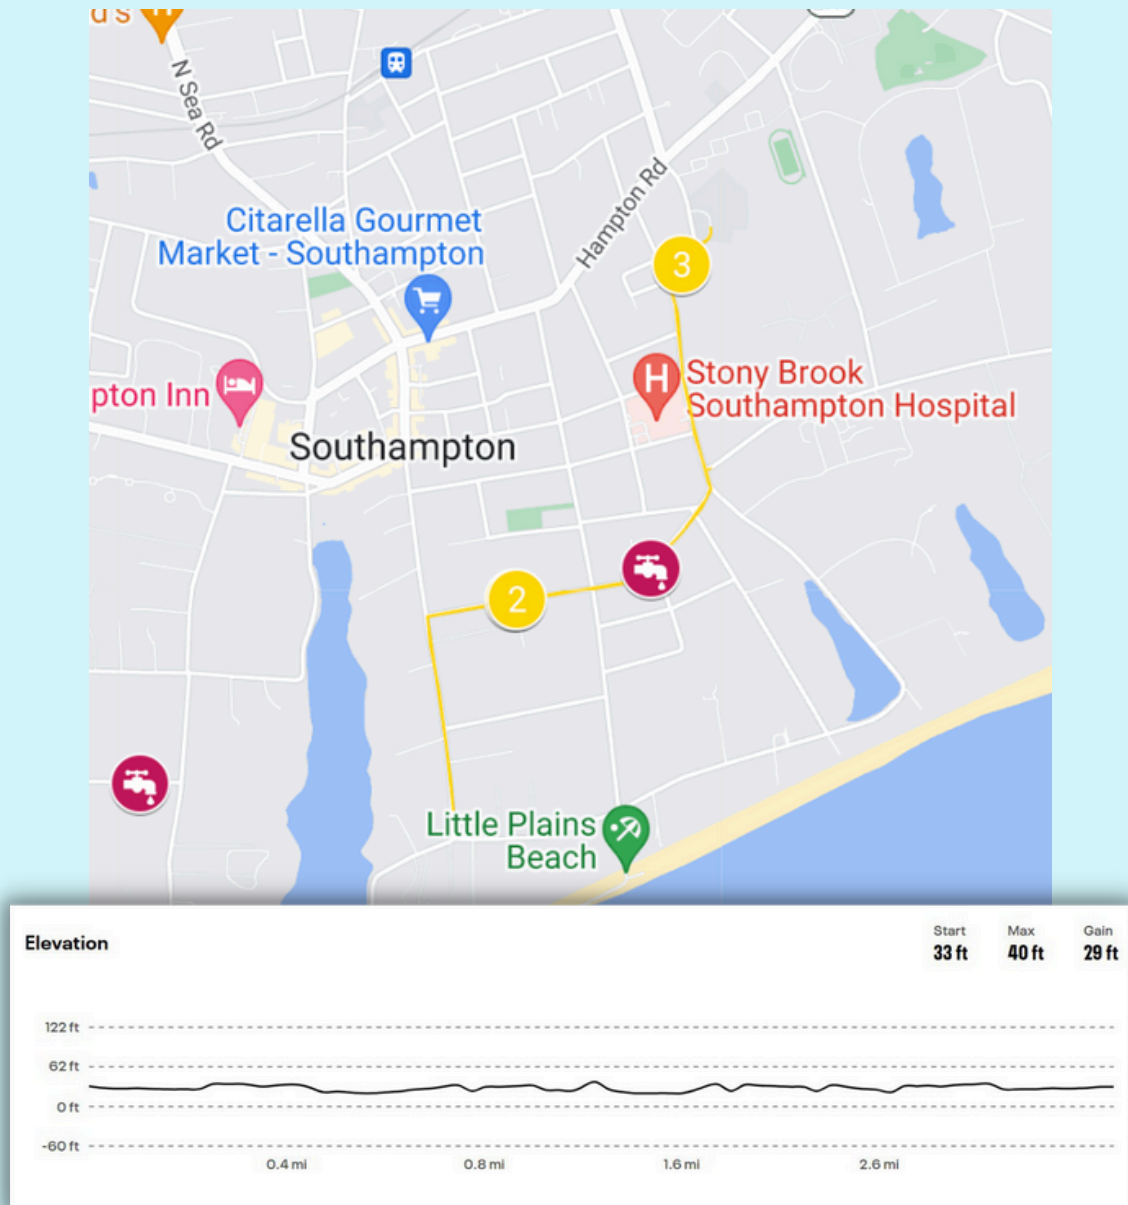 N Sea Rd
Hampton Rd
Citarella Gourmet
Market - Southampton
3
H
Stony Brook
Southampton Hospital
pton Inn
Southampton
2
Little Plains
Beach
Elevation
Start
33 ft
Max
40 ft
Gain
29 ft
122 ft
62 ft
0 ft
-60 ft
0.4 mi
0.8 mi
1.6 mi
2.6 mi